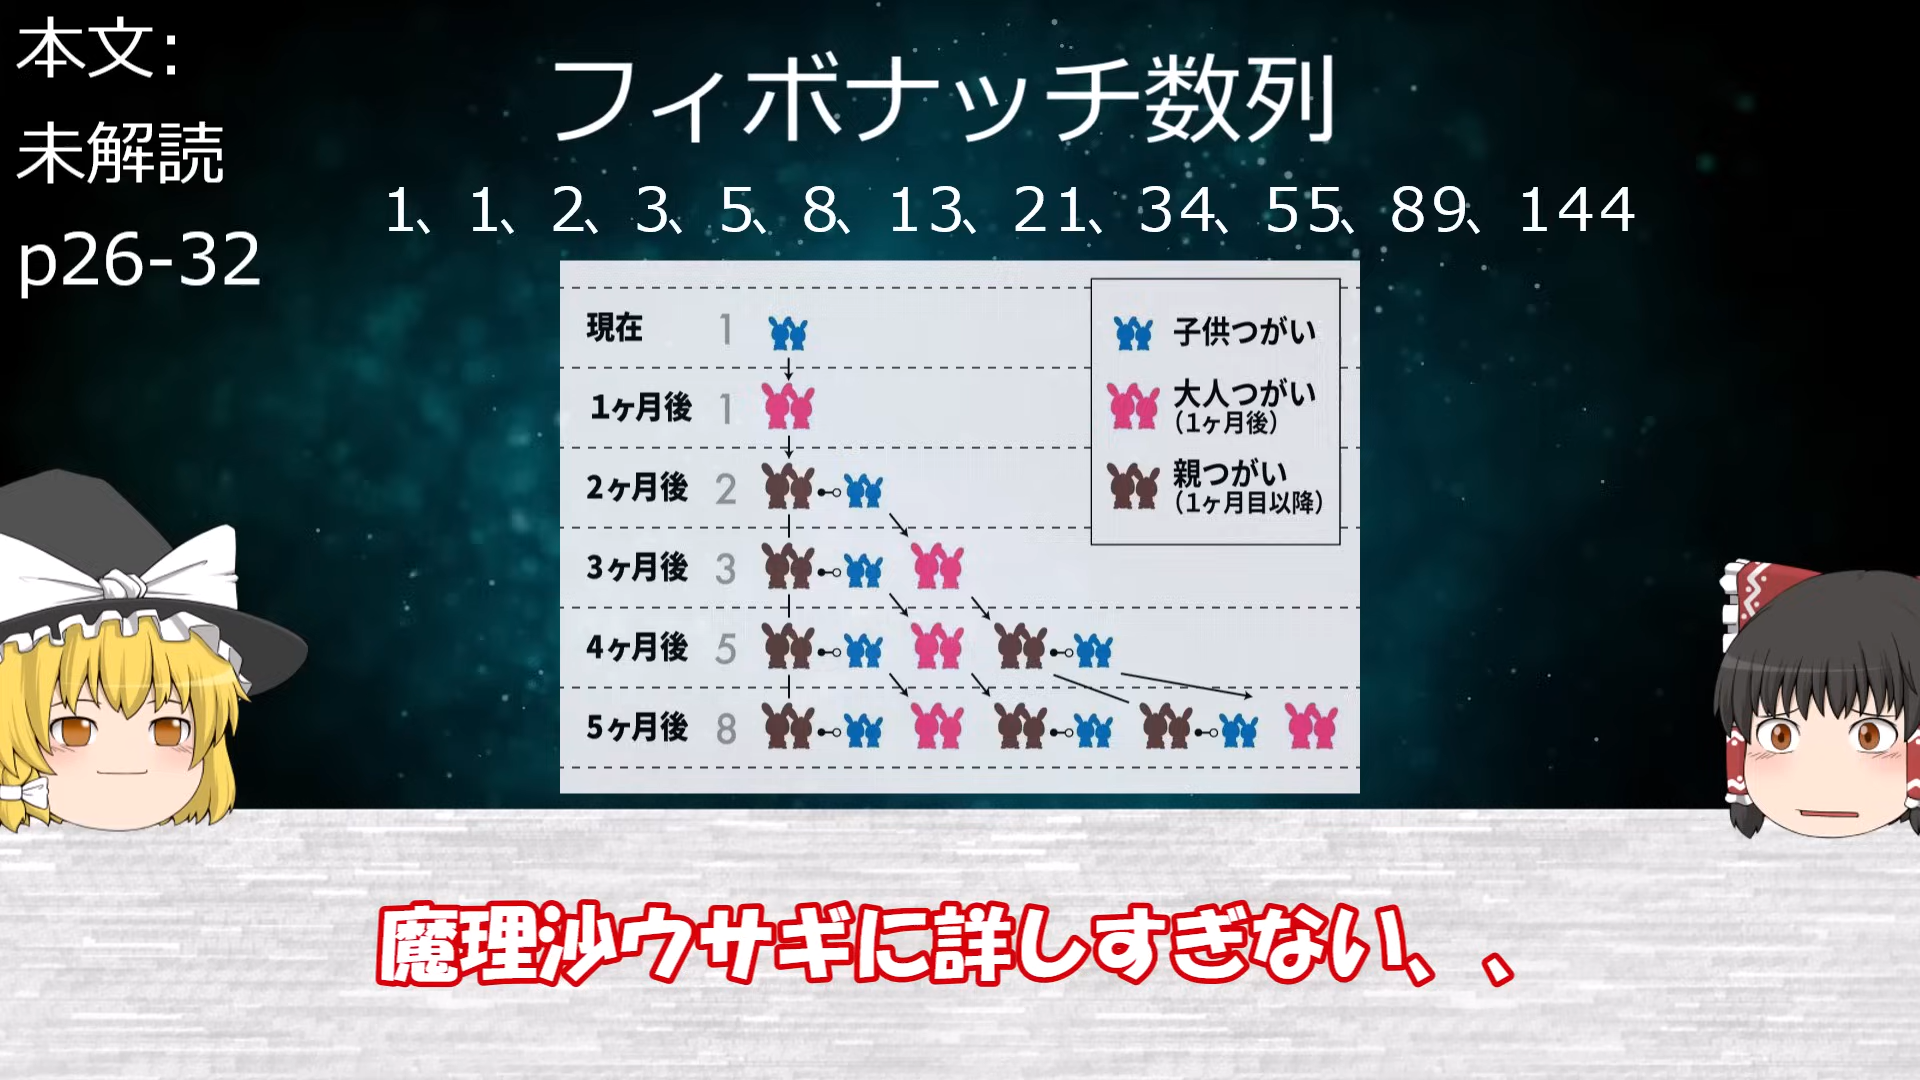 本文:
未解読
p26-32
フィボナッチ数列
1、1、2、3、5、8、13、21、34、55、89、144
現在 1
1ヶ月後 1
2ヶ月後 2
3ヶ月後 3
4ヶ月後 5
5ヶ月後 8
子供つがい
大人つがい
(1ヶ月後)
親つがい
(1ヶ月目以降)
魔理沙ウサギに詳しすぎない、、